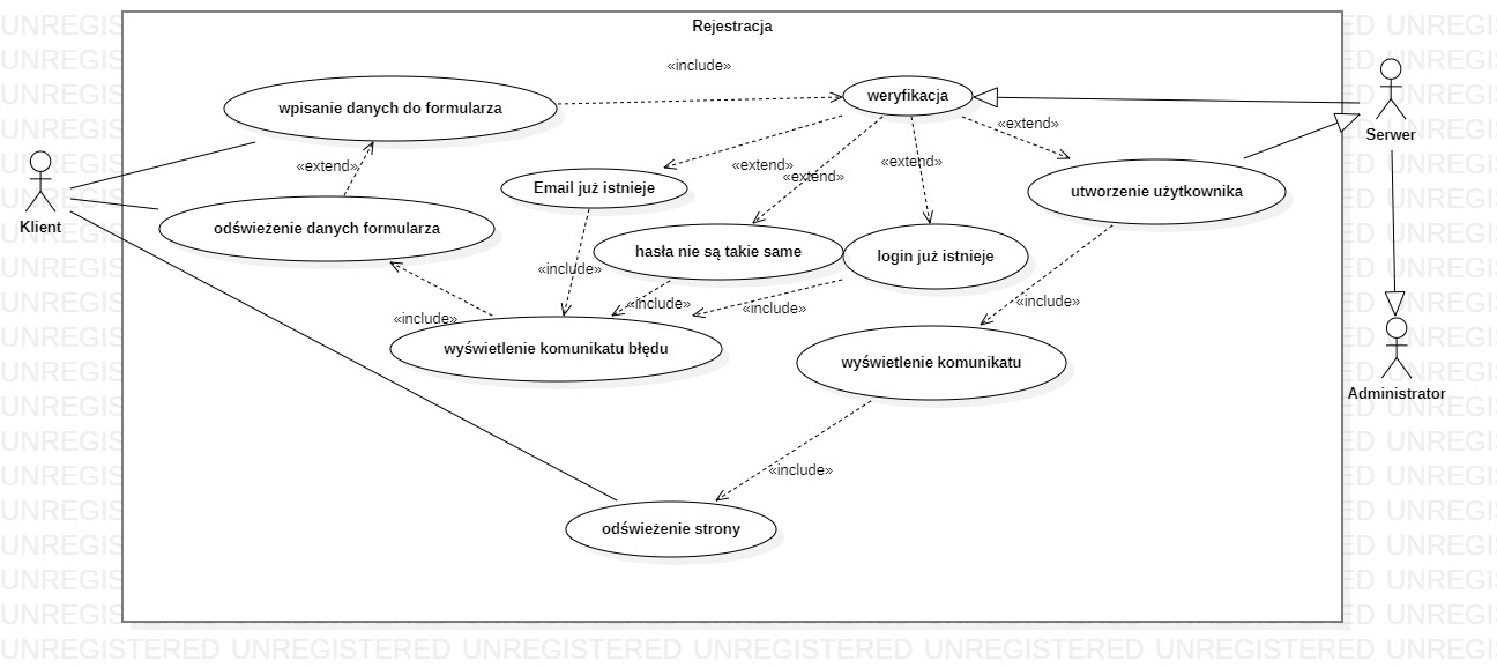 Rejestracja
«include»
wpisanie danych do formularza
weryfikacja
«extend»
Serwer
«extend»
«extend»
«extend»
«extend»
Email już istnieje
utworzenie użytkownika
Klient
odświeżenie danych formularza
hasła nie są takie same
login już istnieje
«include»
«include»
«include»
«include»
«include»
wyświetlenie komunikatu błędu
wyświetlenie komunikatu
Administrator
«include»
odświeżenie strony
UNREGISTERED UNREGISTERED UNREGISTERED UNREGISTERED UNREGISTERED UNREGISTERED UNREGIS